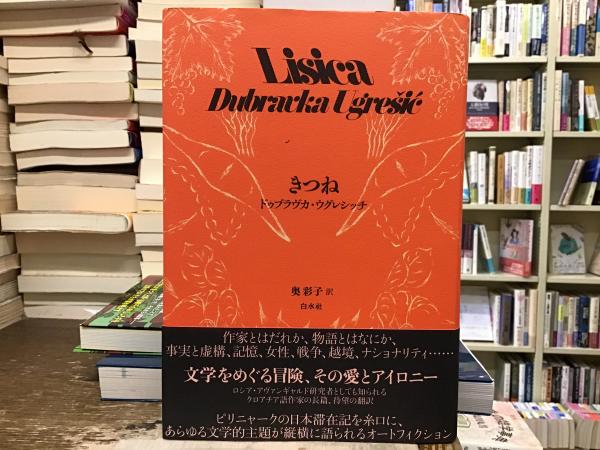 Lisica
Dubravka Ugrešić
きつね
ドゥブラヴカ・ウグレシッチ
奥彩子 訳
白水社
作家とはだれか、物語とはなにか、
事実と虚構、記憶、女性、戦争、越境、ナショナリティ……
文学をめぐる冒険、その愛とアイロニー
ロシア・アヴァンギャルド研究者としても知られる
クロアチア語作家の長篇、待望の翻訳
ピリニャークの日本滞在記を糸口に、
あらゆる文学的主題が縦横に語られるオートフィクション